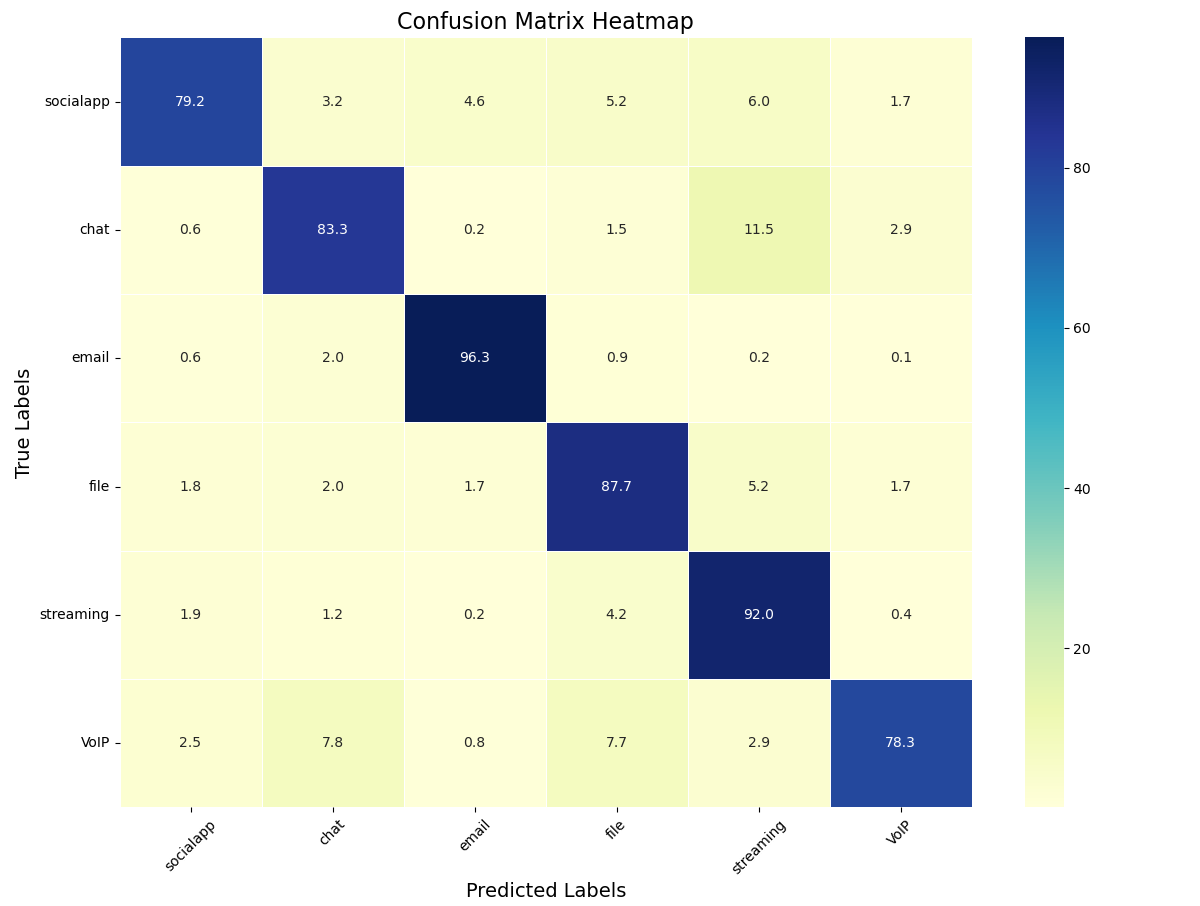 Confusion Matrix Heatmap
True Labels
socialapp 79.2 3.2 4.6 5.2 6.0 1.7
chat 0.6 83.3 0.2 1.5 11.5 2.9
email 0.6 2.0 96.3 0.9 0.2 0.1
file 1.8 2.0 1.7 87.7 5.2 1.7
streaming 1.9 1.2 0.2 4.2 92.0 0.4
VoIP 2.5 7.8 0.8 7.7 2.9 78.3
socialapp chat email file streaming VoIP
Predicted Labels
80
60
40
20